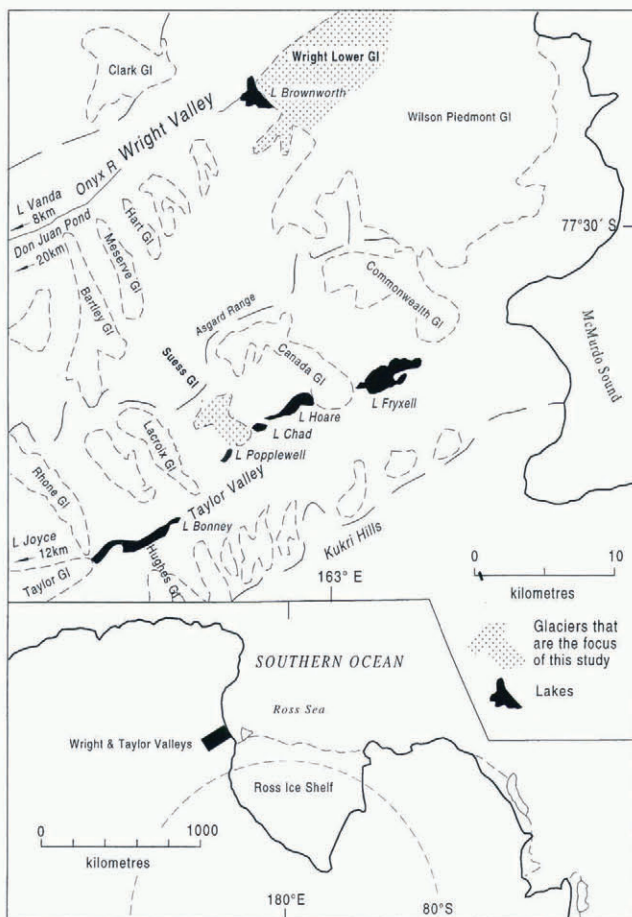 Clark Gl
Wright Lower Gl
L Brownworth
Wilson Piedmont Gl
Wright Valley
Onyx R
L Vanda
8km
Don Juan Pond
20km
Hart Gl
Meserve Gl
Bartley Gl
77°30´ S
Commonwealth Gl
McMurdo Sound
Asgard Range
Suess Gl
Canada Gl
L Fryxell
L Hoare
L Chad
L Popplewell
Lacroix Gl
Rhone Gl
Taylor Valley
L Bonney
L Joyce
12km
Taylor Gl
Hughes Gl
Kukri Hills
163° E
0 10
kilometres
Glaciers that
are the focus
of this study
Lakes
SOUTHERN OCEAN
Ross Sea
Wright & Taylor Valleys
Ross Ice Shelf
0 1000
kilometres
180°E
80°S